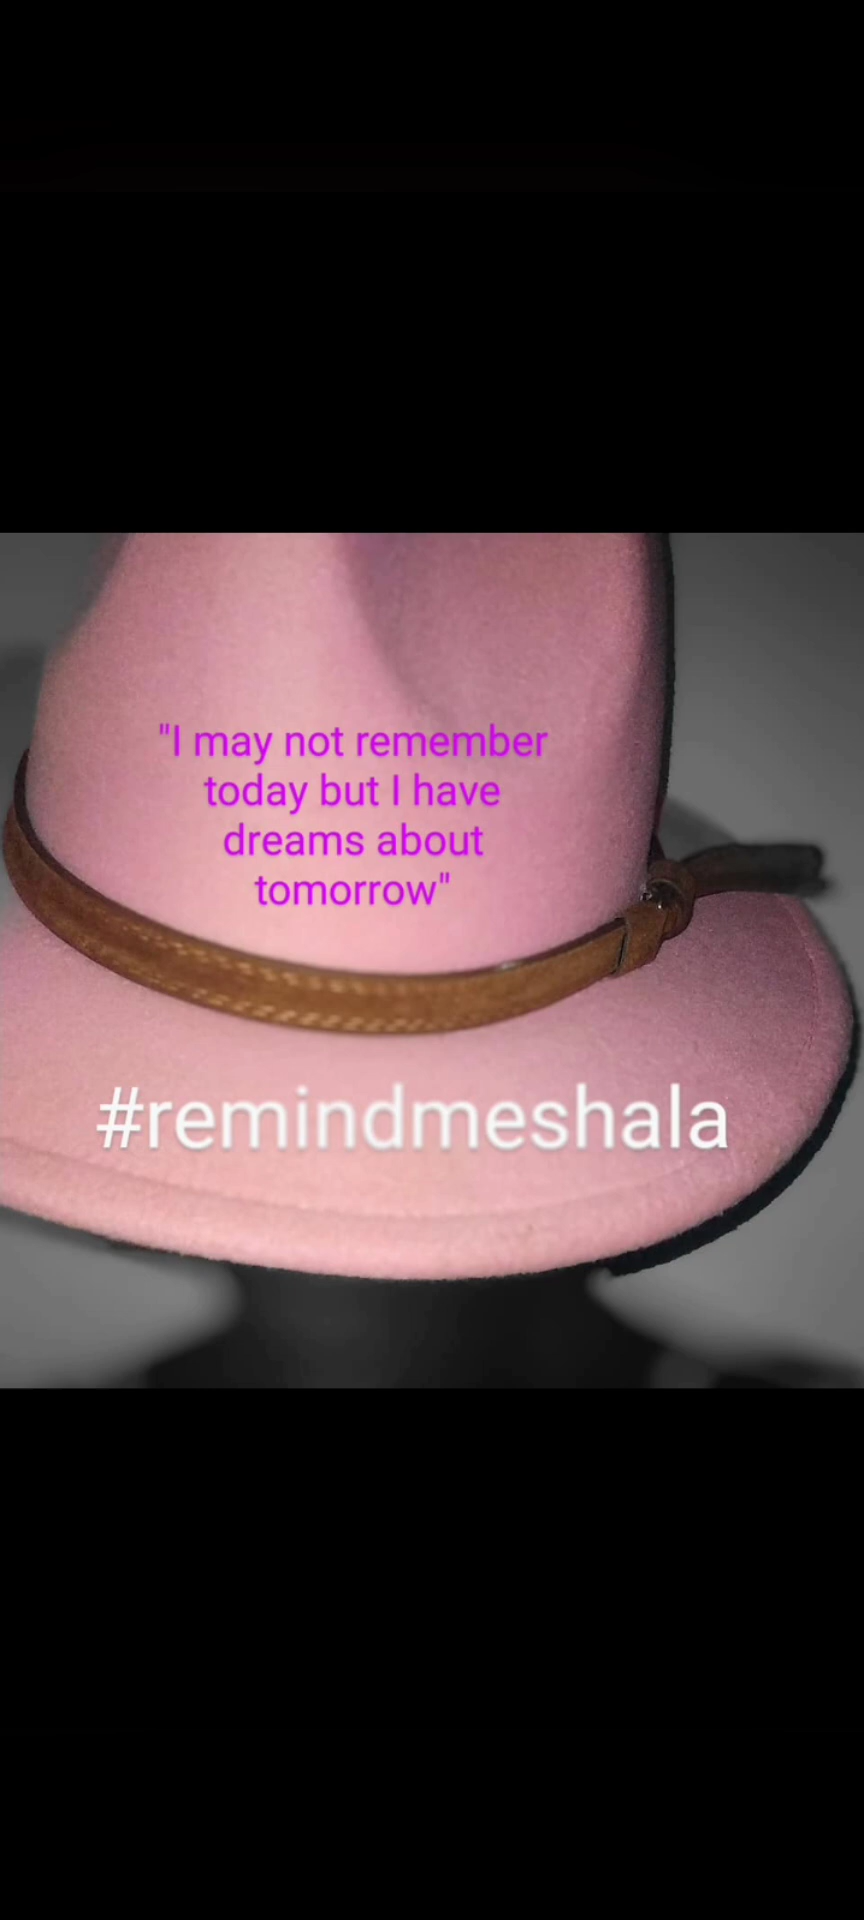 "I may not remember
today but I have
dreams about
tomorrow"
#remindmeshala